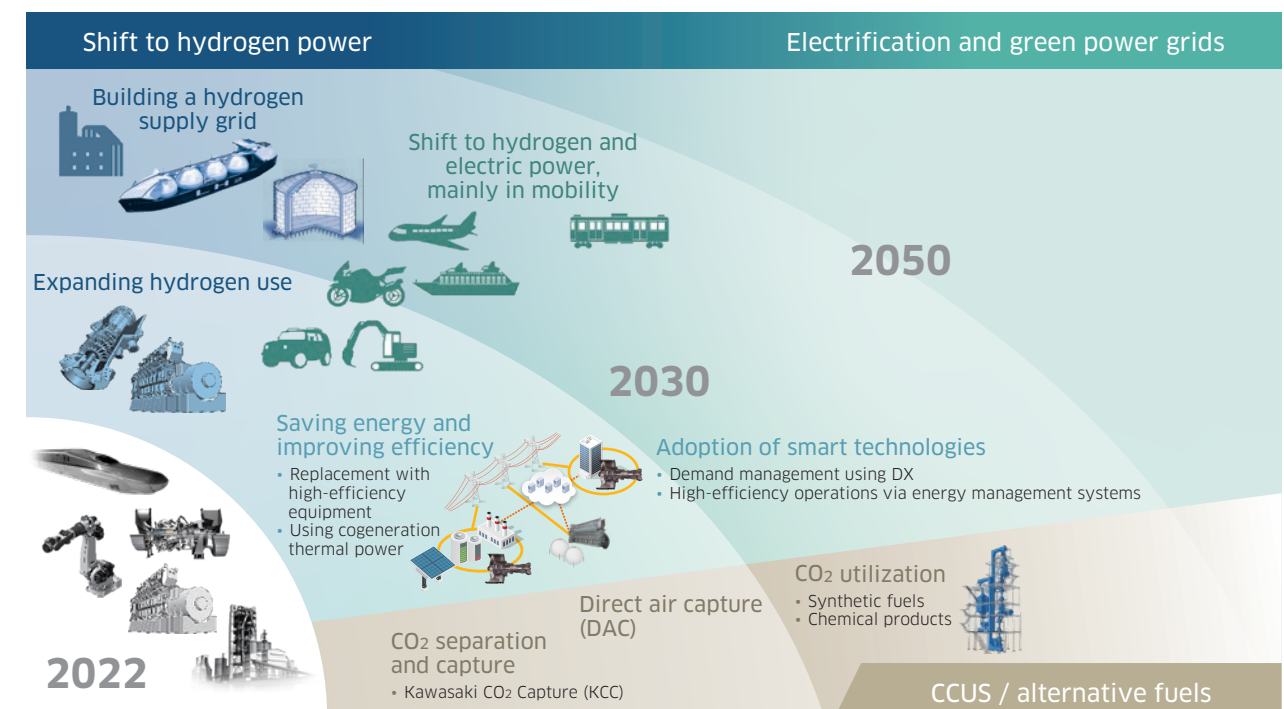 Shift to hydrogen power
Electrification and green power grids
Building a hydrogen
supply grid
LH2
Shift to hydrogen and
electric power,
mainly in mobility
2050
Expanding hydrogen use
2030
Saving energy and
improving efficiency
• Replacement with
high-efficiency
equipment
• Using cogeneration
thermal power
Adoption of smart technologies
• Demand management using DX
• High-efficiency operations via energy management systems
CO2 utilization
• Synthetic fuels
• Chemical products
Direct air capture
(DAC)
CO2 separation
and capture
• Kawasaki CO2 Capture (KCC)
2022
CCUS / alternative fuels